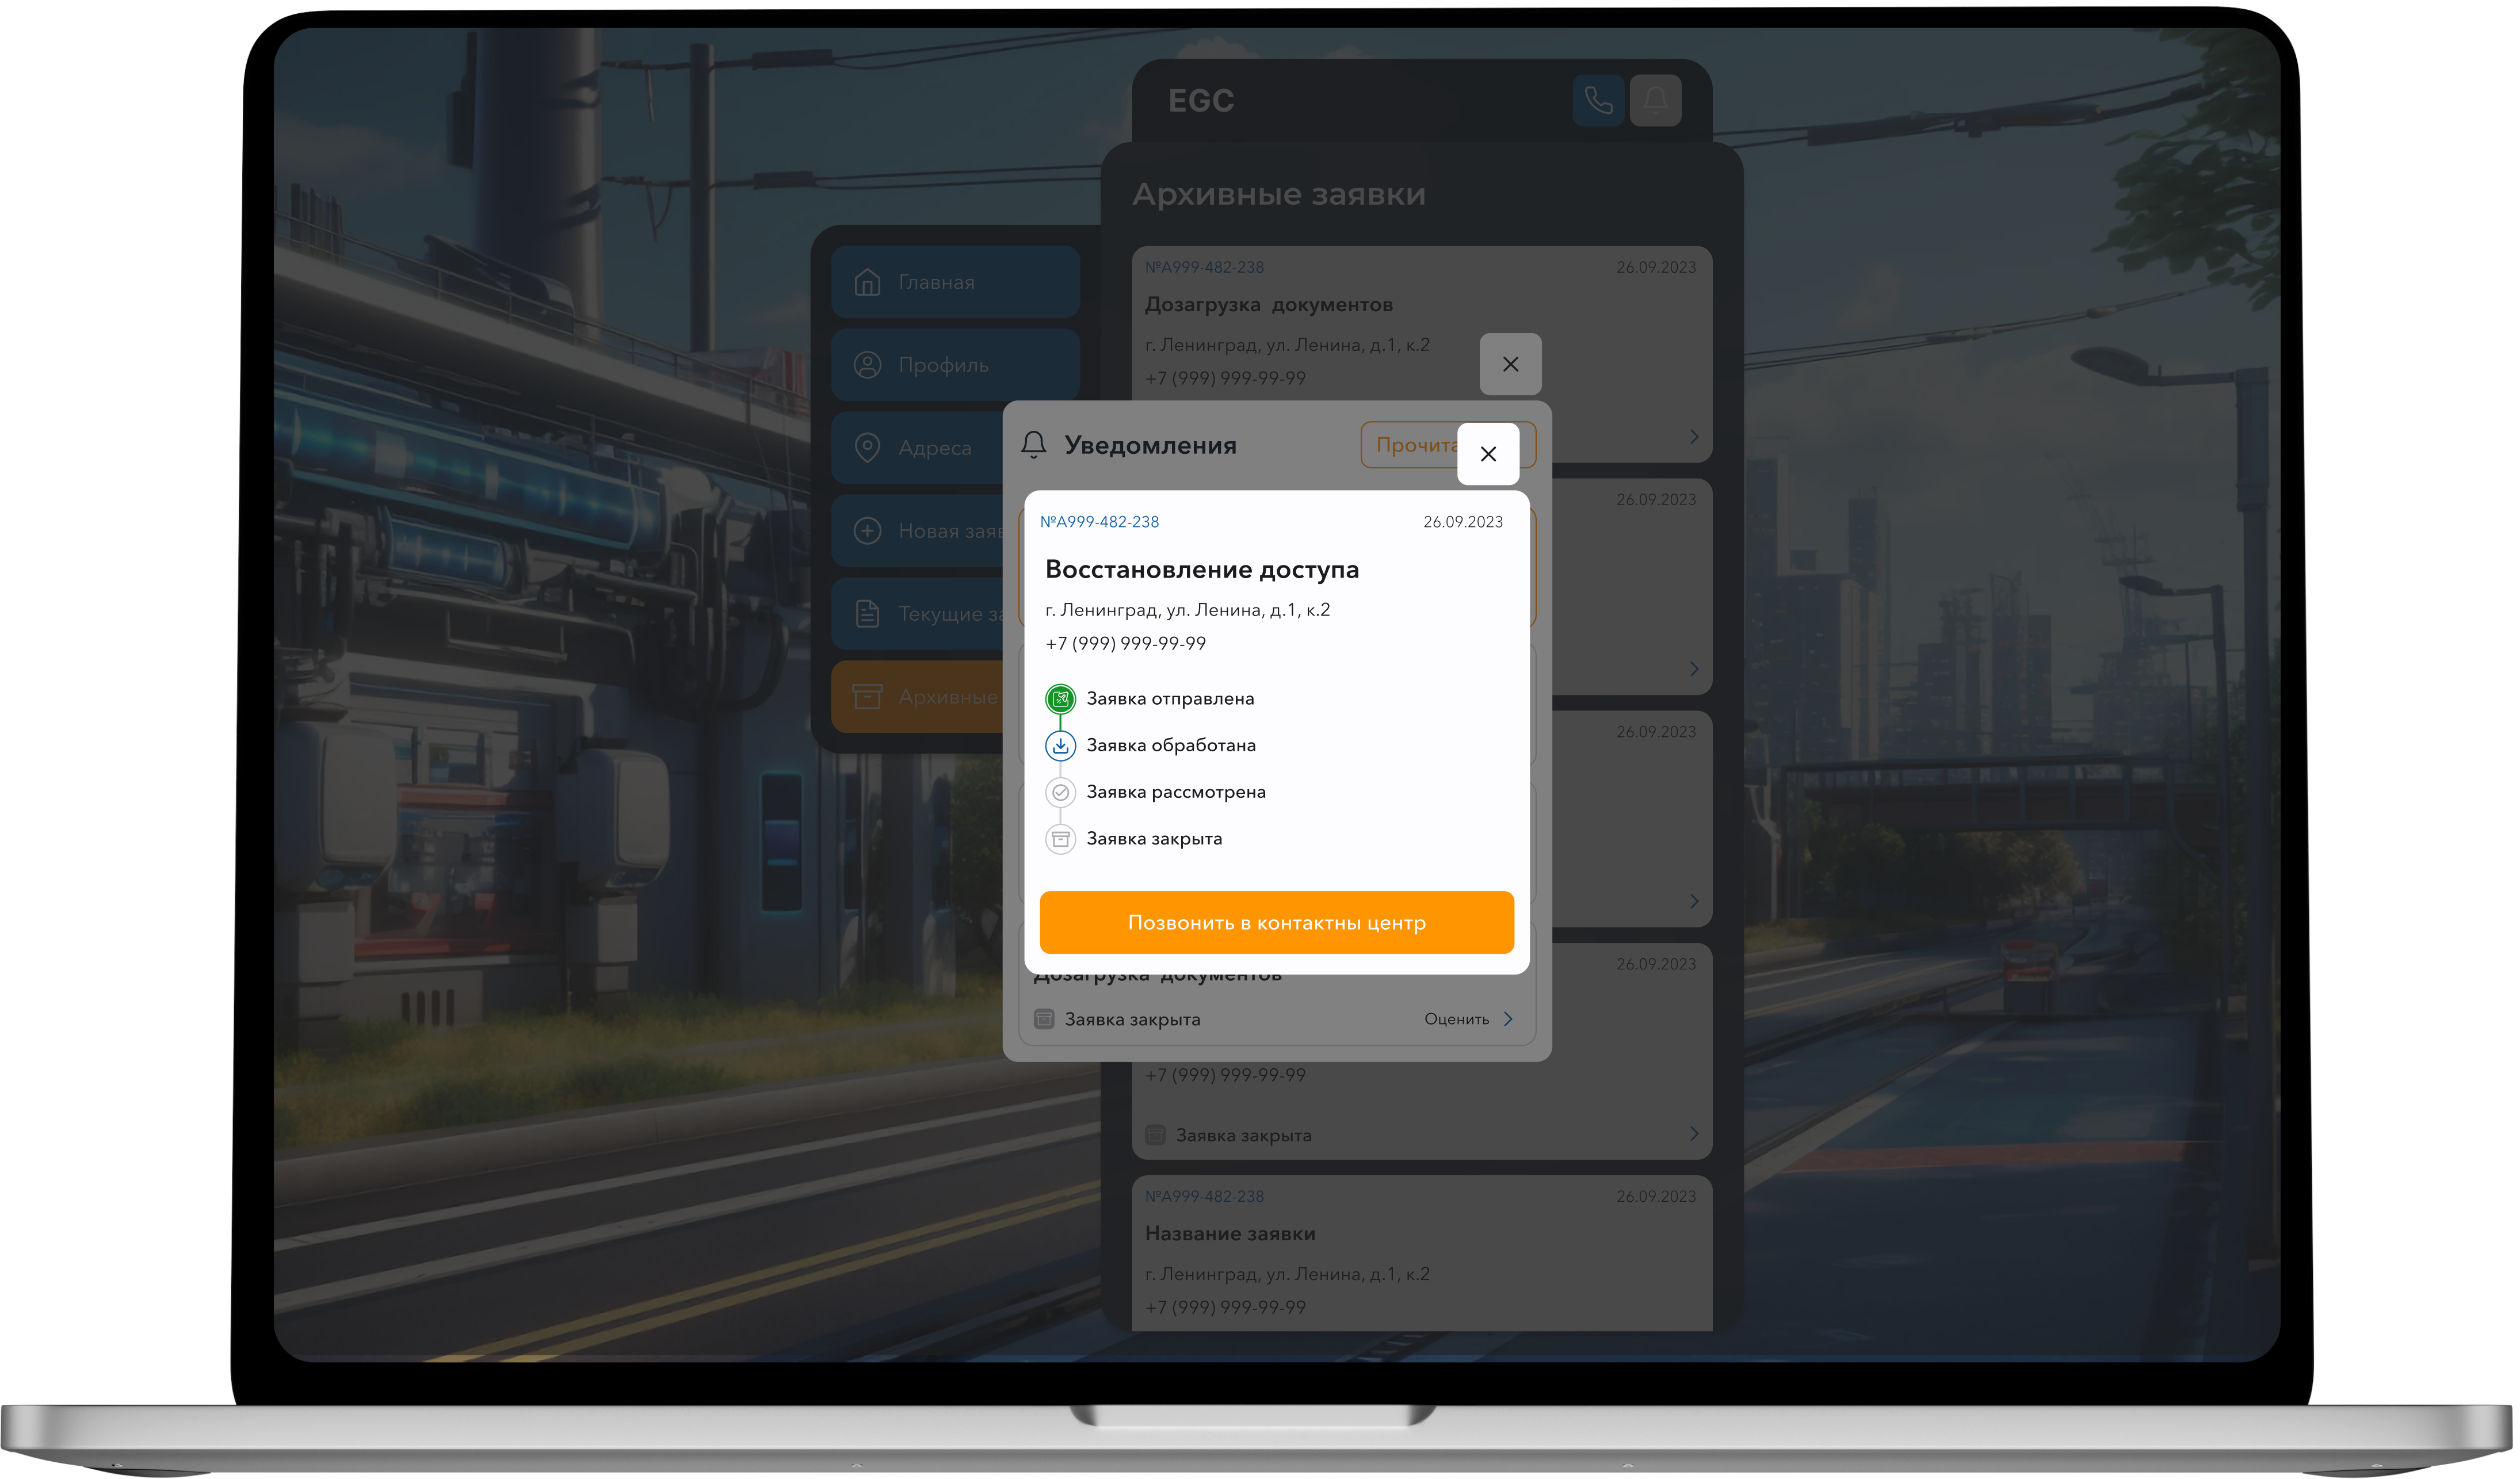 EGC
Архивные заявки
Главная
Профиль
Адреса
Новая
Текущие
Архивные
№А999-482-238
26.09.2023
Дозагрузка документов
г. Ленинград, ул. Ленина, д.1, к.2
+7 (999) 999-99-99
Уведомления
26.09.2023
№А999-482-238
26.09.2023
Восстановление доступа
г. Ленинград, ул. Ленина, д.1, к.2
+7 (999) 999-99-99
Заявка отправлена
Заявка обработана
Заявка рассмотрена
Заявка закрыта
Позвонить в контактны центр
26.09.2023
26.09.2023
Дозагрузка документов
Заявка закрыта
Оценить
+7 (999) 999-99-99
Заявка закрыта
№А999-482-238
26.09.2023
Название заявки
г. Ленинград, ул. Ленина, д.1, к.2
+7 (999) 999-99-99